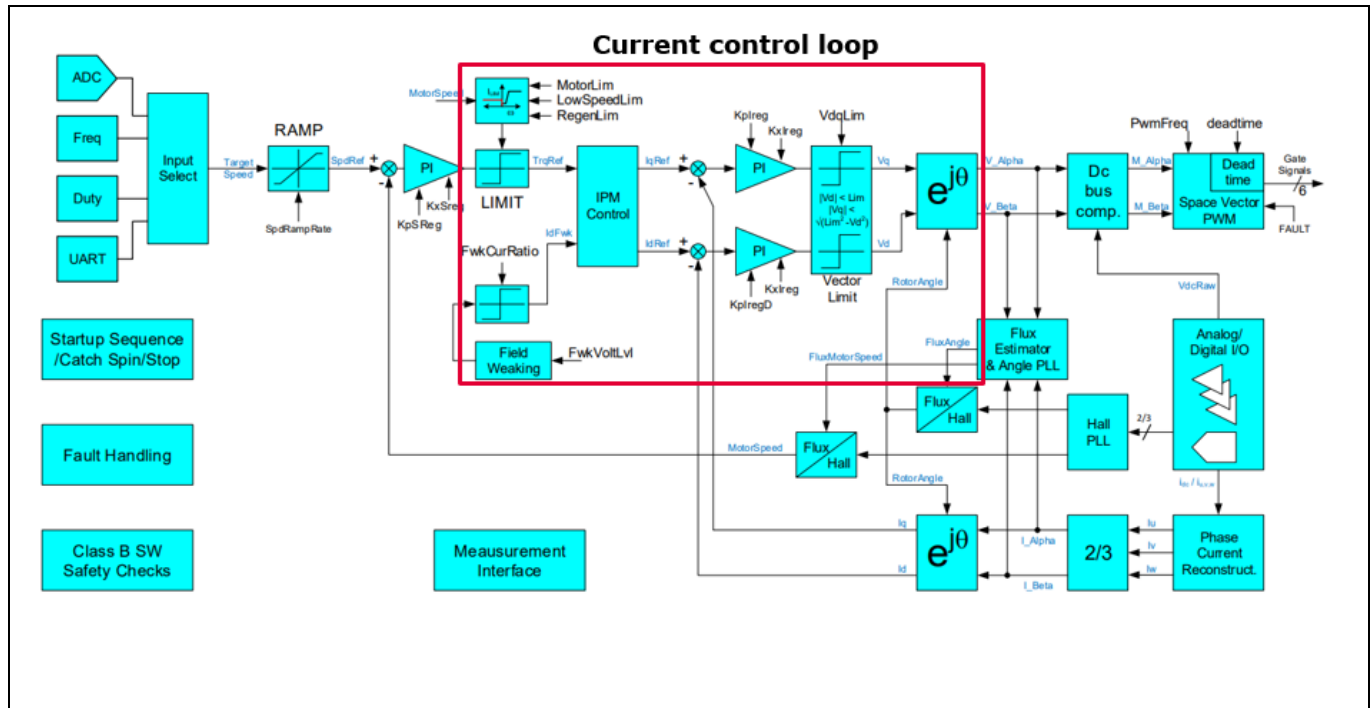 Current control loop
ADC
Freq
Duty
UART
Input
Select
Target
Speed
RAMP
SpdRampRate
SpdRef
+
-
PI
KpSReg
KxSreg
MotorSpeed
I_LIM
ω
MotorLim
LowSpeedLim
RegenLim
TrqRef
LIMIT
IPM
Control
IdFwk
FwkCurRatio
Field
Weaking
FwkVoltLvl
IqRef
IdRef
+
-
+
-
KpIreg
KxIreg
PI
PI
KpIregD
KxIreg
VdqLim
|Vd| < Lim
|Vq| <
√(Lim² -Vd²)
Vector
Limit
Vq
Vd
e^jθ
RotorAngle
V_Alpha
V_Beta
Dc
bus
comp.
M_Alpha
M_Beta
PwmFreq
deadtime
Dead
time
Space Vector
PWM
Gate
Signals
6
FAULT
VdcRaw
Startup Sequence
/Catch Spin/Stop
Fault Handling
Class B SW
Safety Checks
Meausurement
Interface
FluxAngle
FluxMotorSpeed
Flux
Estimator
& Angle PLL
Analog/
Digital I/O
Flux
Hall
Flux
Hall
Hall
PLL
2/3
MotorSpeed
RotorAngle
Iq
Id
e^jθ
I_Alpha
I_Beta
2/3
Iu
Iv
Iw
Phase
Current
Reconstruct.